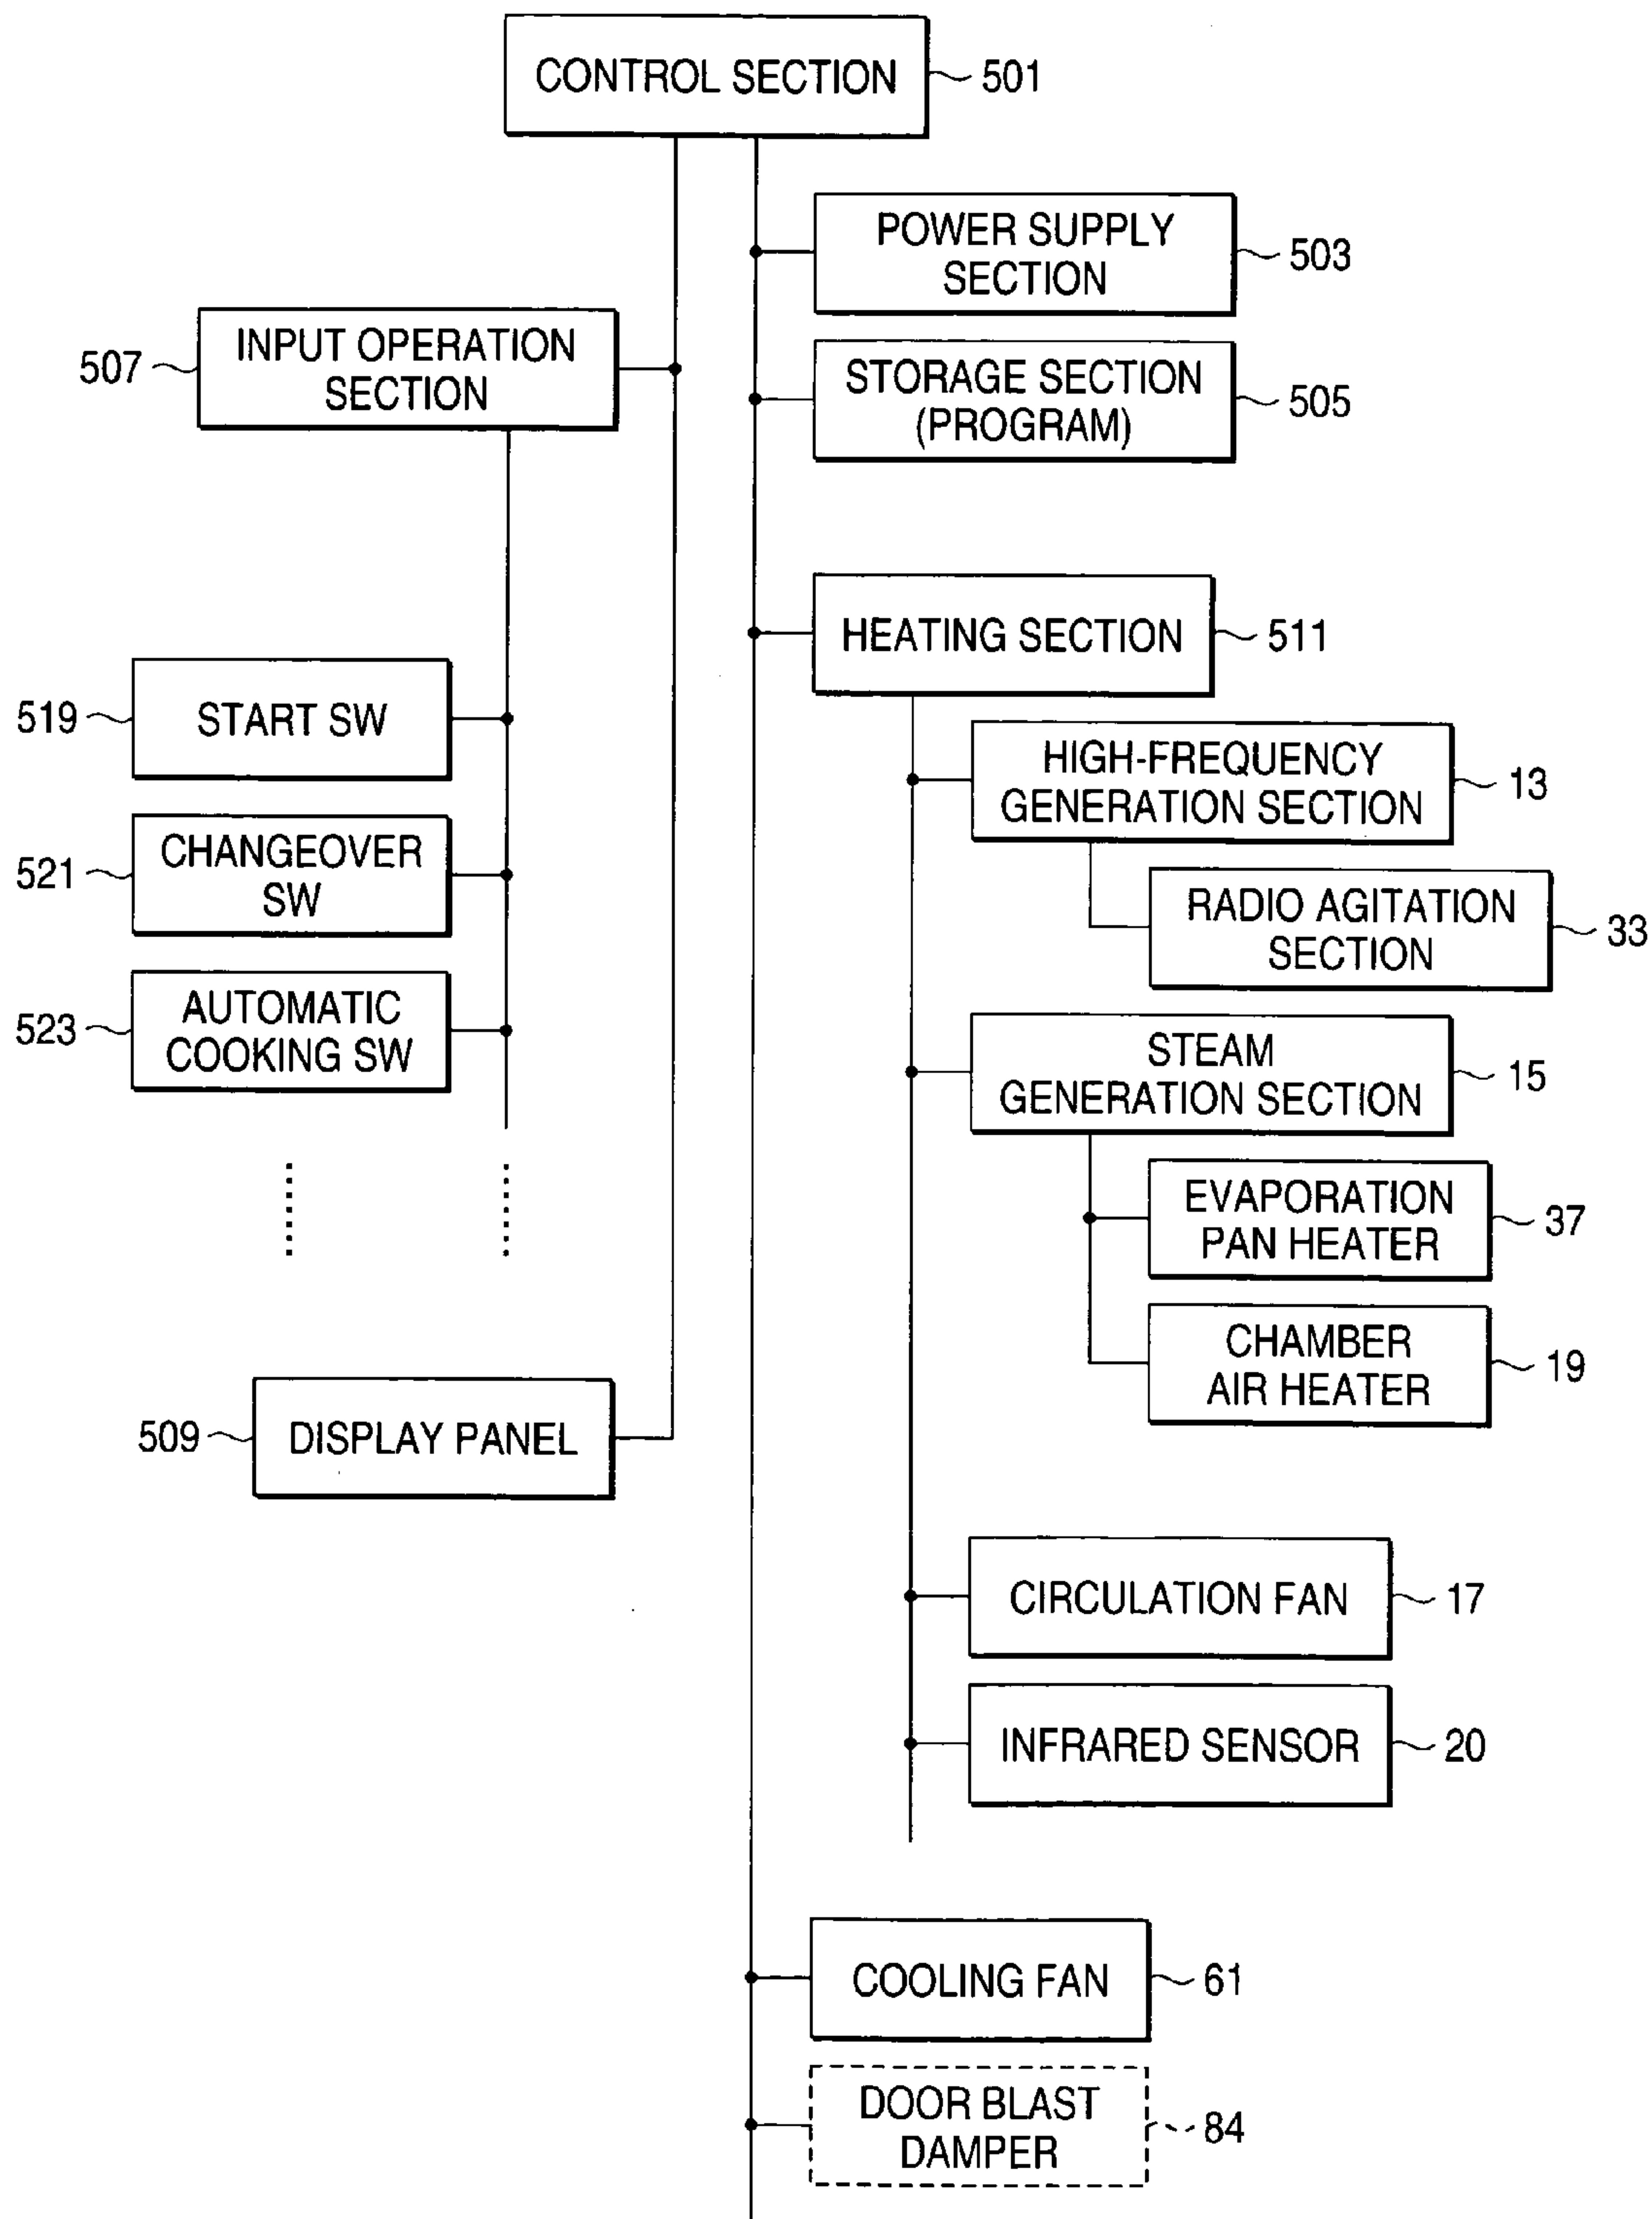 CONTROL SECTION
501
POWER SUPPLY
SECTION
503
INPUT OPERATION
SECTION
507
STORAGE SECTION
(PROGRAM)
505
HEATING SECTION
511
519
START SW
HIGH-FREQUENCY
GENERATION SECTION
13
521
CHANGEOVER
SW
RADIO AGITATION
SECTION
33
523
AUTOMATIC
COOKING SW
STEAM
GENERATION SECTION
15
EVAPORATION
PAN HEATER
37
CHAMBER
AIR HEATER
19
509
DISPLAY PANEL
CIRCULATION FAN
17
INFRARED SENSOR
20
COOLING FAN
61
DOOR BLAST
DAMPER
84